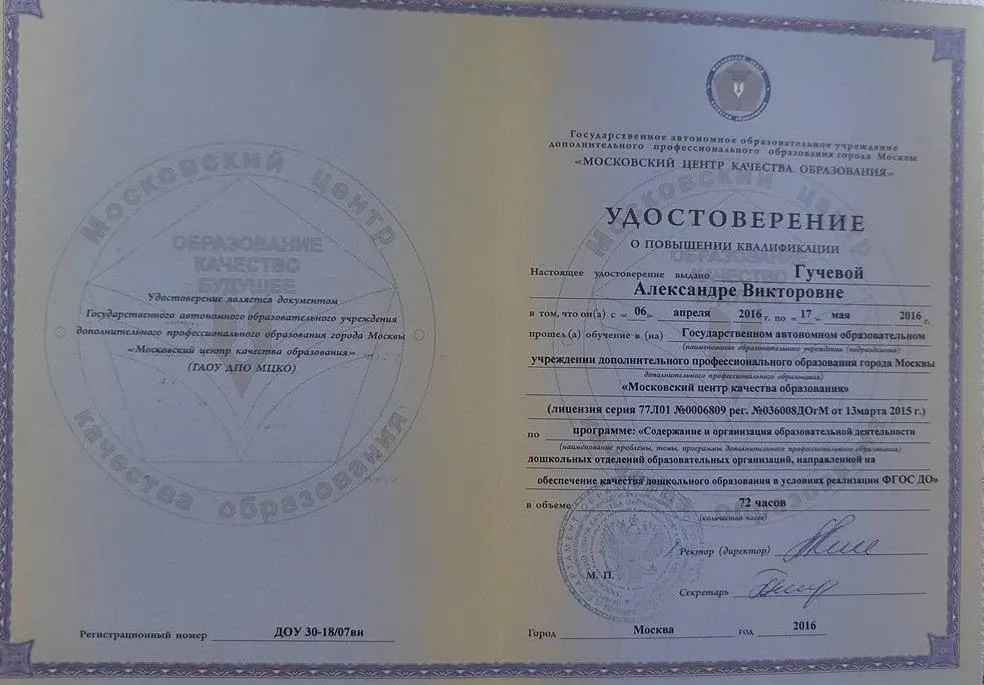 Московский центр
качества образования
ОБРАЗОВАНИЕ
КАЧЕСТВО
БУДУЩЕЕ
Удостоверение является документом
Государственного автономного образовательного учреждения
дополнительного профессионального образования города Москвы
«Московский центр качества образования»
(ГАОУ ДПО МЦКО)
Регистрационный номер ДОУ 30-18/07ви
Государственное автономное образовательное учреждение
дополнительного профессионального образования города Москвы
«МОСКОВСКИЙ ЦЕНТР КАЧЕСТВА ОБРАЗОВАНИЯ»
УДОСТОВЕРЕНИЕ
О ПОВЫШЕНИИ КВАЛИФИКАЦИИ
Настоящее удостоверение выдано Гучевой
Александре Викторовне
в том, что он(а) с «06» апреля 2016 г. по «17» мая 2016 г.
прошел (а) обучение в (на) Государственном автономном образовательном
(наименование образовательного учреждения (подразделения)
учреждении дополнительного профессионального образования города Москвы
дополнительного профессионального образования)
«Московский центр качества образования»
(лицензия серия 77Л01 №0006809 рег. №036008ДОгМ от 13марта 2015 г.)
по программе: «Содержание и организация образовательной деятельности
(наименование проблемы, темы, программы дополнительного профессионального образования)
дошкольных отделений образовательных организаций, направленной на
обеспечение качества дошкольного образования в условиях реализации ФГОС ДО»
в объеме 72 часов
(количество часов)
Ректор (директор)
М. П.
Секретарь
Город Москва год 2016